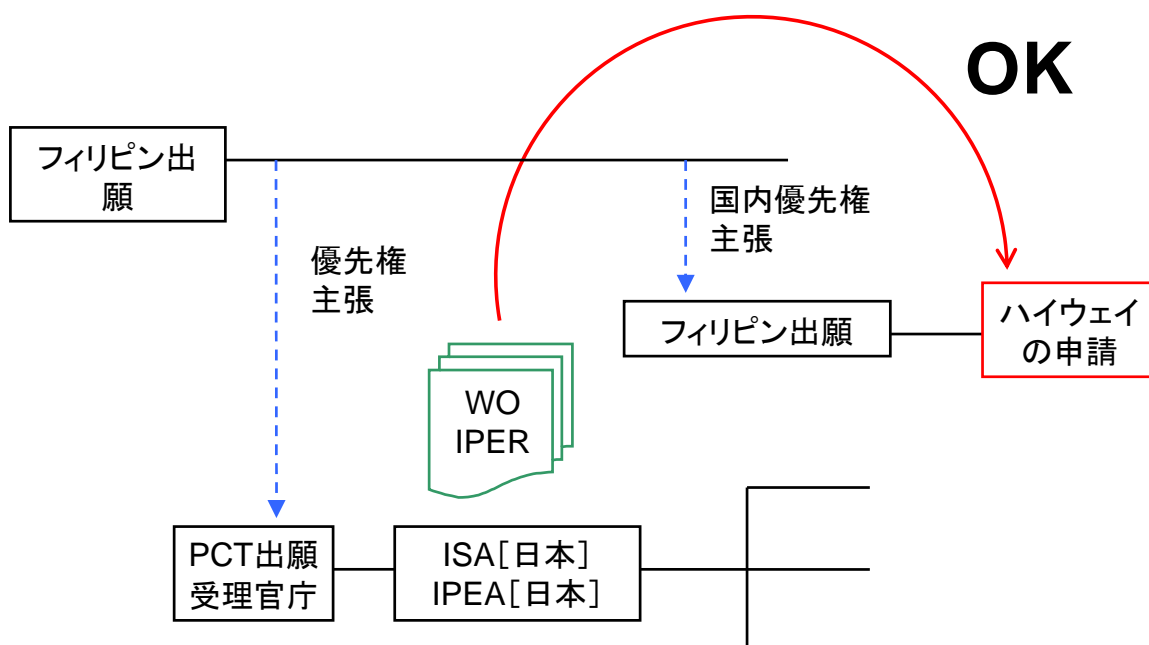 OK
フィリピン出
願
国内優先権
主張
優先権
主張
ハイウェイ
の申請
フィリピン出願
WO
IPER
PCT出願
受理官庁
ISA［日本］
IPEA［日本］